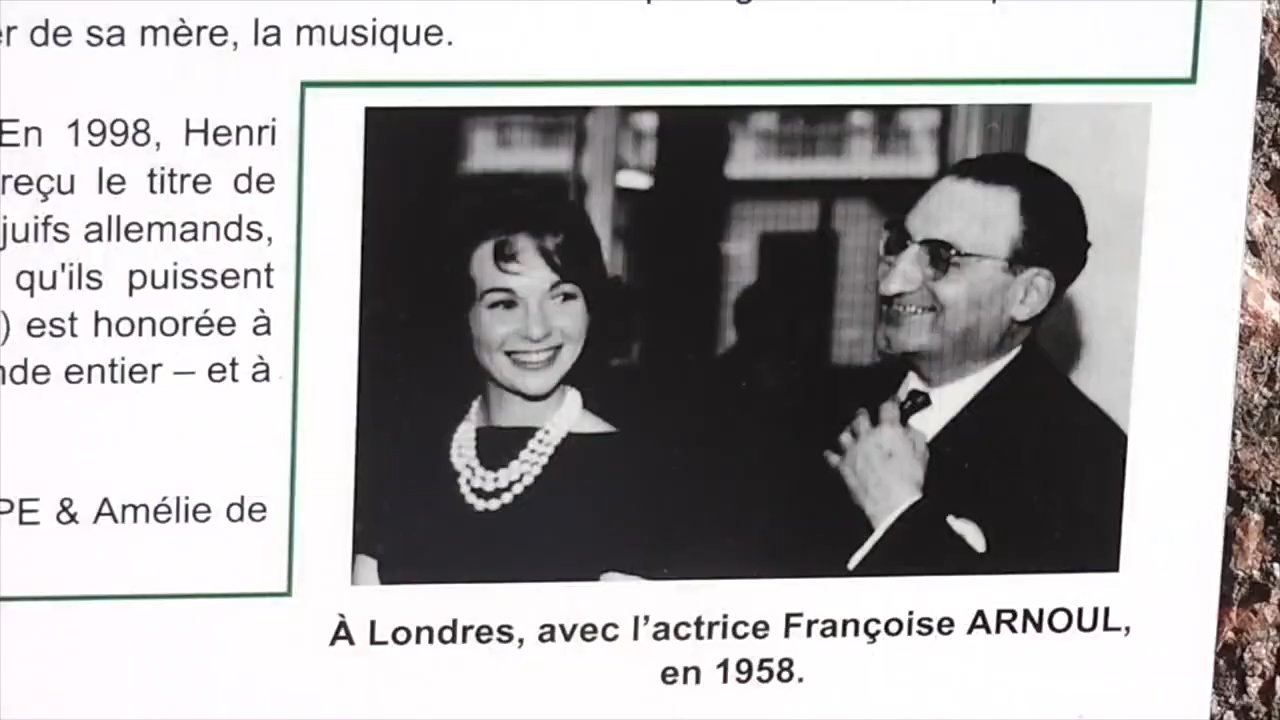 er de sa mère, la musique.
En 1998, Henri
reçu le titre de
juifs allemands,
qu'ils puissent
) est honorée à
nde entier – et à
PE & Amélie de
À Londres, avec l'actrice Françoise ARNOUL,
en 1958.